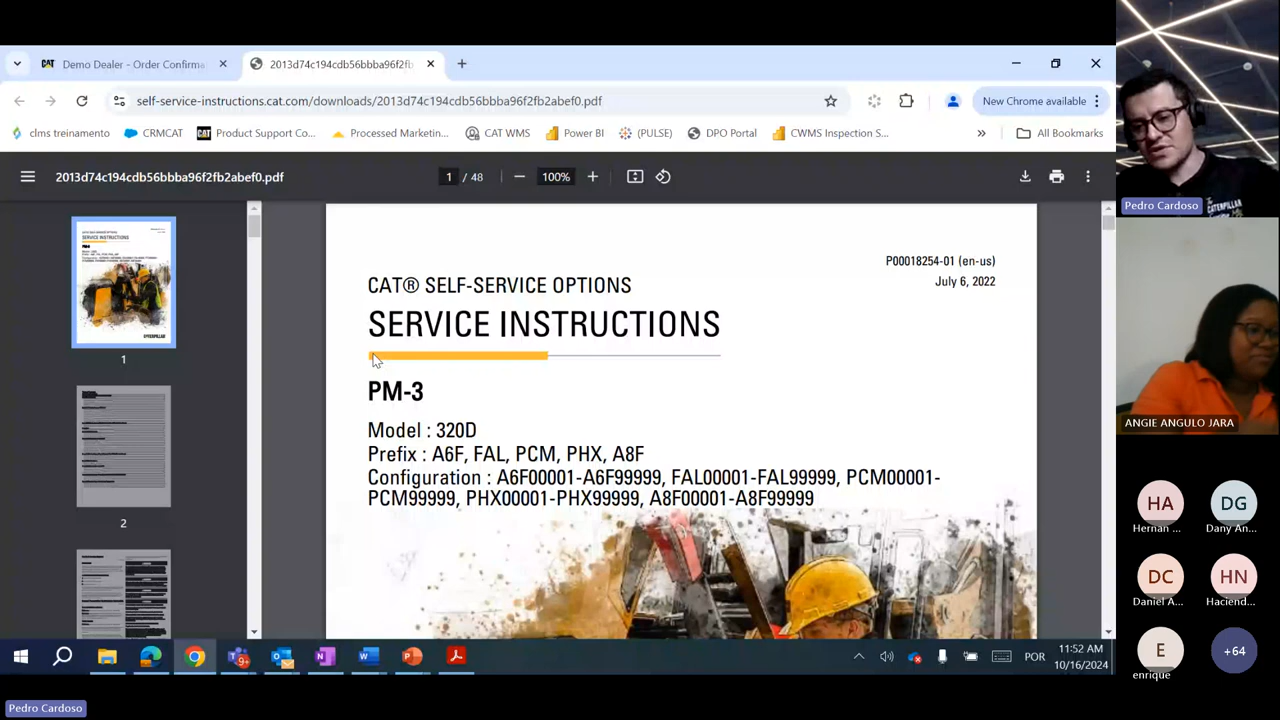 CAT Demo Dealer - Order Confirma
2013d74c194cdb56bbba96f2fb
self-service-instructions.cat.com/downloads/2013d74c194cdb56bbba96f2fb2abef0.pdf
New Chrome available
clms treinamento
CRMCAT
CAT Product Support Co...
Processed Marketin...
CAT WMS
Power BI
(PULSE)
DPO Portal
CWMS Inspection S...
All Bookmarks
2013d74c194cdb56bbba96f2fb2abef0.pdf
1 / 48
100%
1
2
P00018254-01 (en-us)
July 6, 2022
CAT® SELF-SERVICE OPTIONS
SERVICE INSTRUCTIONS
PM-3
Model : 320D
Prefix : A6F, FAL, PCM, PHX, A8F
Configuration : A6F00001-A6F99999, FAL00001-FAL99999, PCM00001-
PCM99999, PHX00001-PHX99999, A8F00001-A8F99999
POR
11:52 AM
10/16/2024
Pedro Cardoso
Pedro Cardoso
ANGIE ANGULO JARA
HA
Hernan ...
DG
Dany An...
DC
Daniel A...
HN
Haciend...
E
enrique
+64